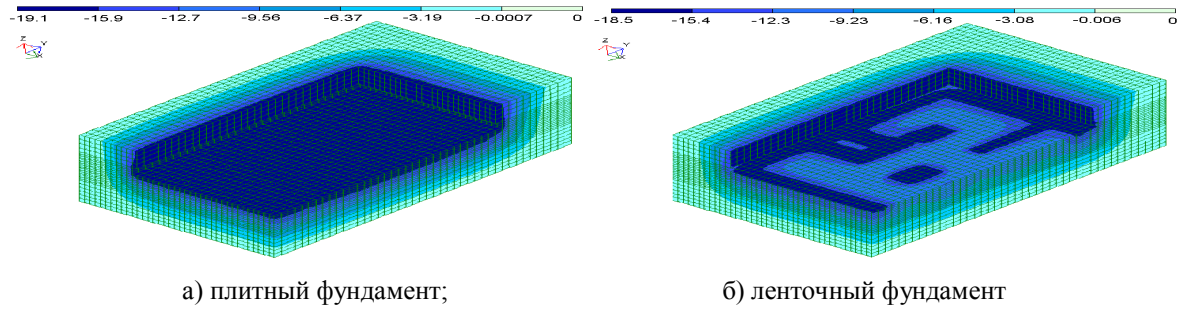 -19.1 -15.9 -12.7 -9.56 -6.37 -3.19 -0.0007 0
Z Y X
-18.5 -15.4 -12.3 -9.23 -6.16 -3.08 -0.006 0
Z Y X
а) плитный фундамент;
б) ленточный фундамент